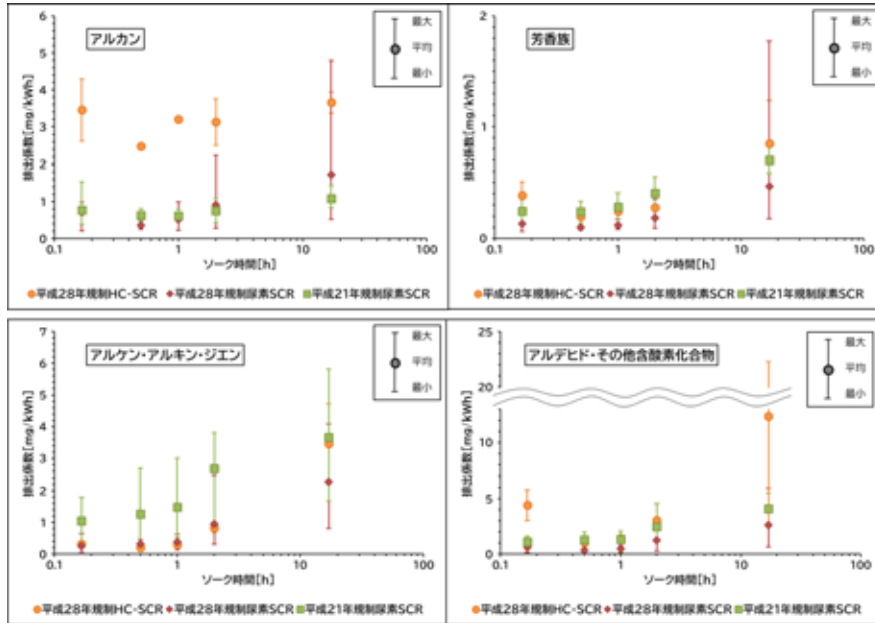 アルカン
最大
平均
最小
排出係数[mg/kWh]
6
5
4
3
2
1
0
0.1
1
10
100
ソーク時間[h]
平成28年規制HC-SCR
平成28年規制尿素SCR
平成21年規制尿素SCR
芳香族
最大
平均
最小
排出係数[mg/kWh]
2
1
0
0.1
1
10
100
ソーク時間[h]
平成28年規制HC-SCR
平成28年規制尿素SCR
平成21年規制尿素SCR
アルケン・アルキン・ジエン
最大
平均
最小
排出係数[mg/kWh]
7
6
5
4
3
2
1
0
0.1
1
10
100
ソーク時間[h]
平成28年規制HC-SCR
平成28年規制尿素SCR
平成21年規制尿素SCR
アルデヒド・その他含酸素化合物
最大
平均
最小
排出係数[mg/kWh]
25
20
10
5
0
0.1
1
10
100
ソーク時間[h]
平成28年規制HC-SCR
平成28年規制尿素SCR
平成21年規制尿素SCR